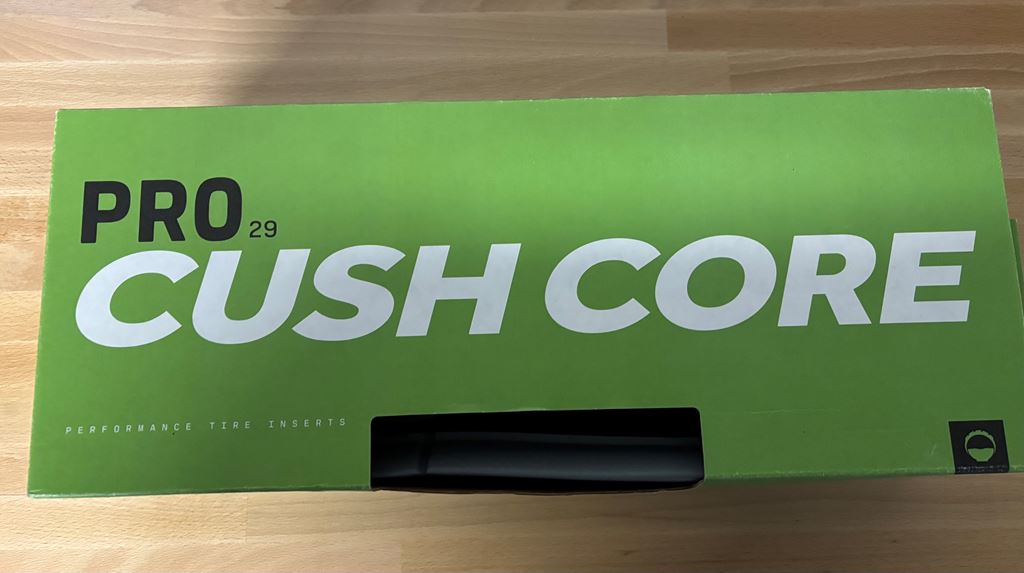 PRO 29
CUSH CORE
PERFORMANCE TIRE INSERTS